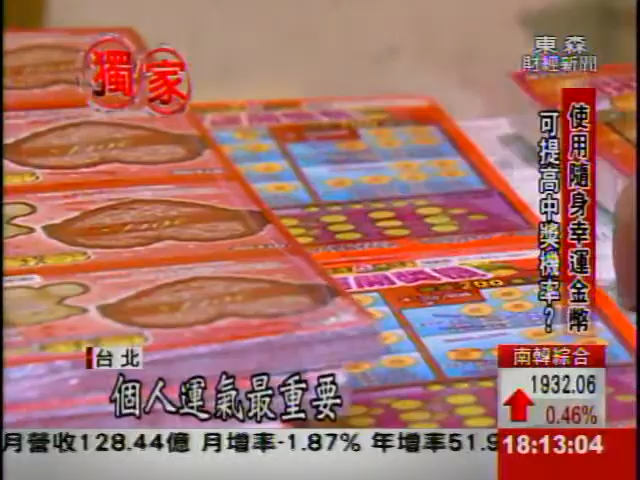 獨家
東森
財經新聞
使用隨身幸運金幣
可提高中獎機率?
200
台北
個人運氣最重要
南韓綜合
1932.06
0.46%
月營收128.44億 月增率-1.87% 年增率51.9
18:13:04